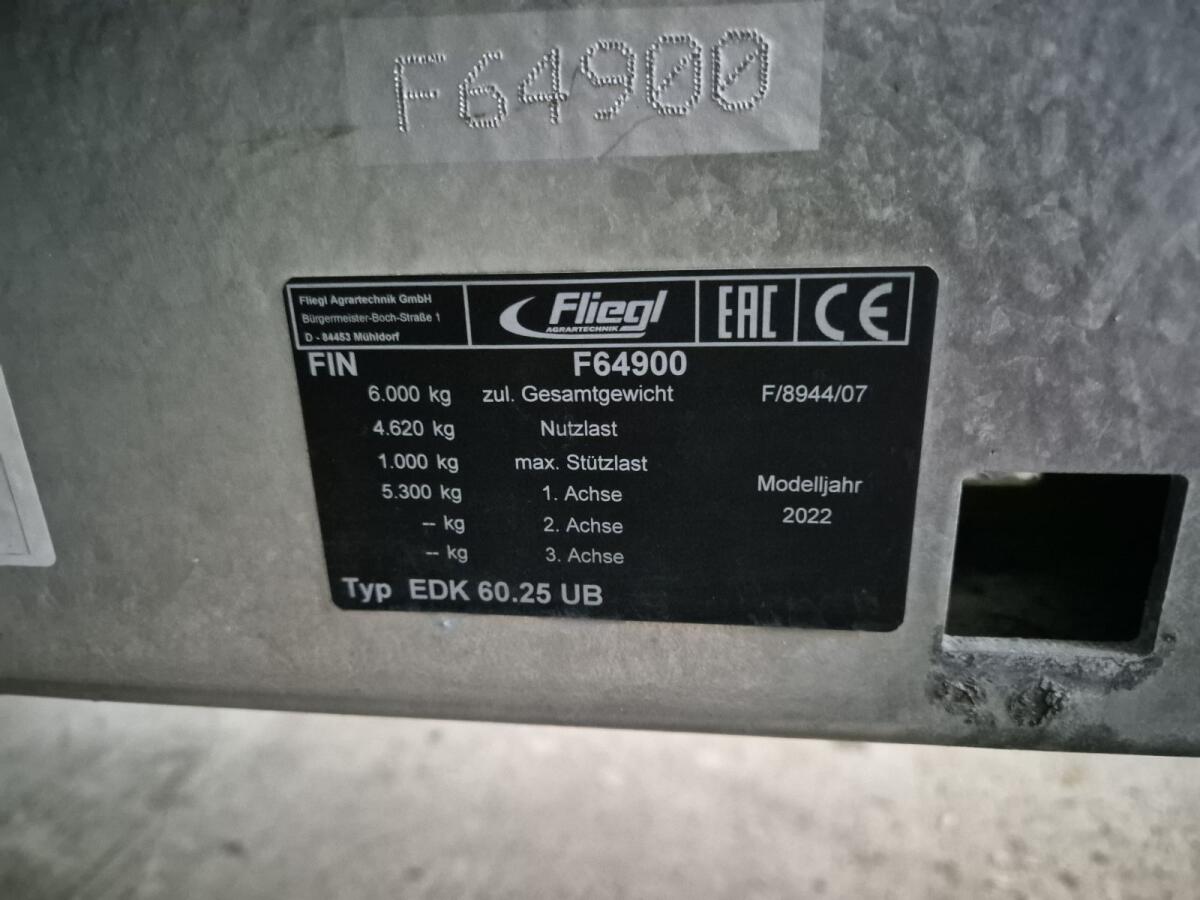 F64900
Fliegl Agrartechnik GmbH
Bürgermeister-Boch-Straße 1
D - 84453 Mühldorf
Fliegl
AGRARTECHNIK
EAC
CE
FIN F64900
6.000 kg zul. Gesamtgewicht F/8944/07
4.620 kg Nutzlast
1.000 kg max. Stützlast
5.300 kg 1. Achse
Modelljahr
-- kg 2. Achse
2022
-- kg 3. Achse
Typ EDK 60.25 UB